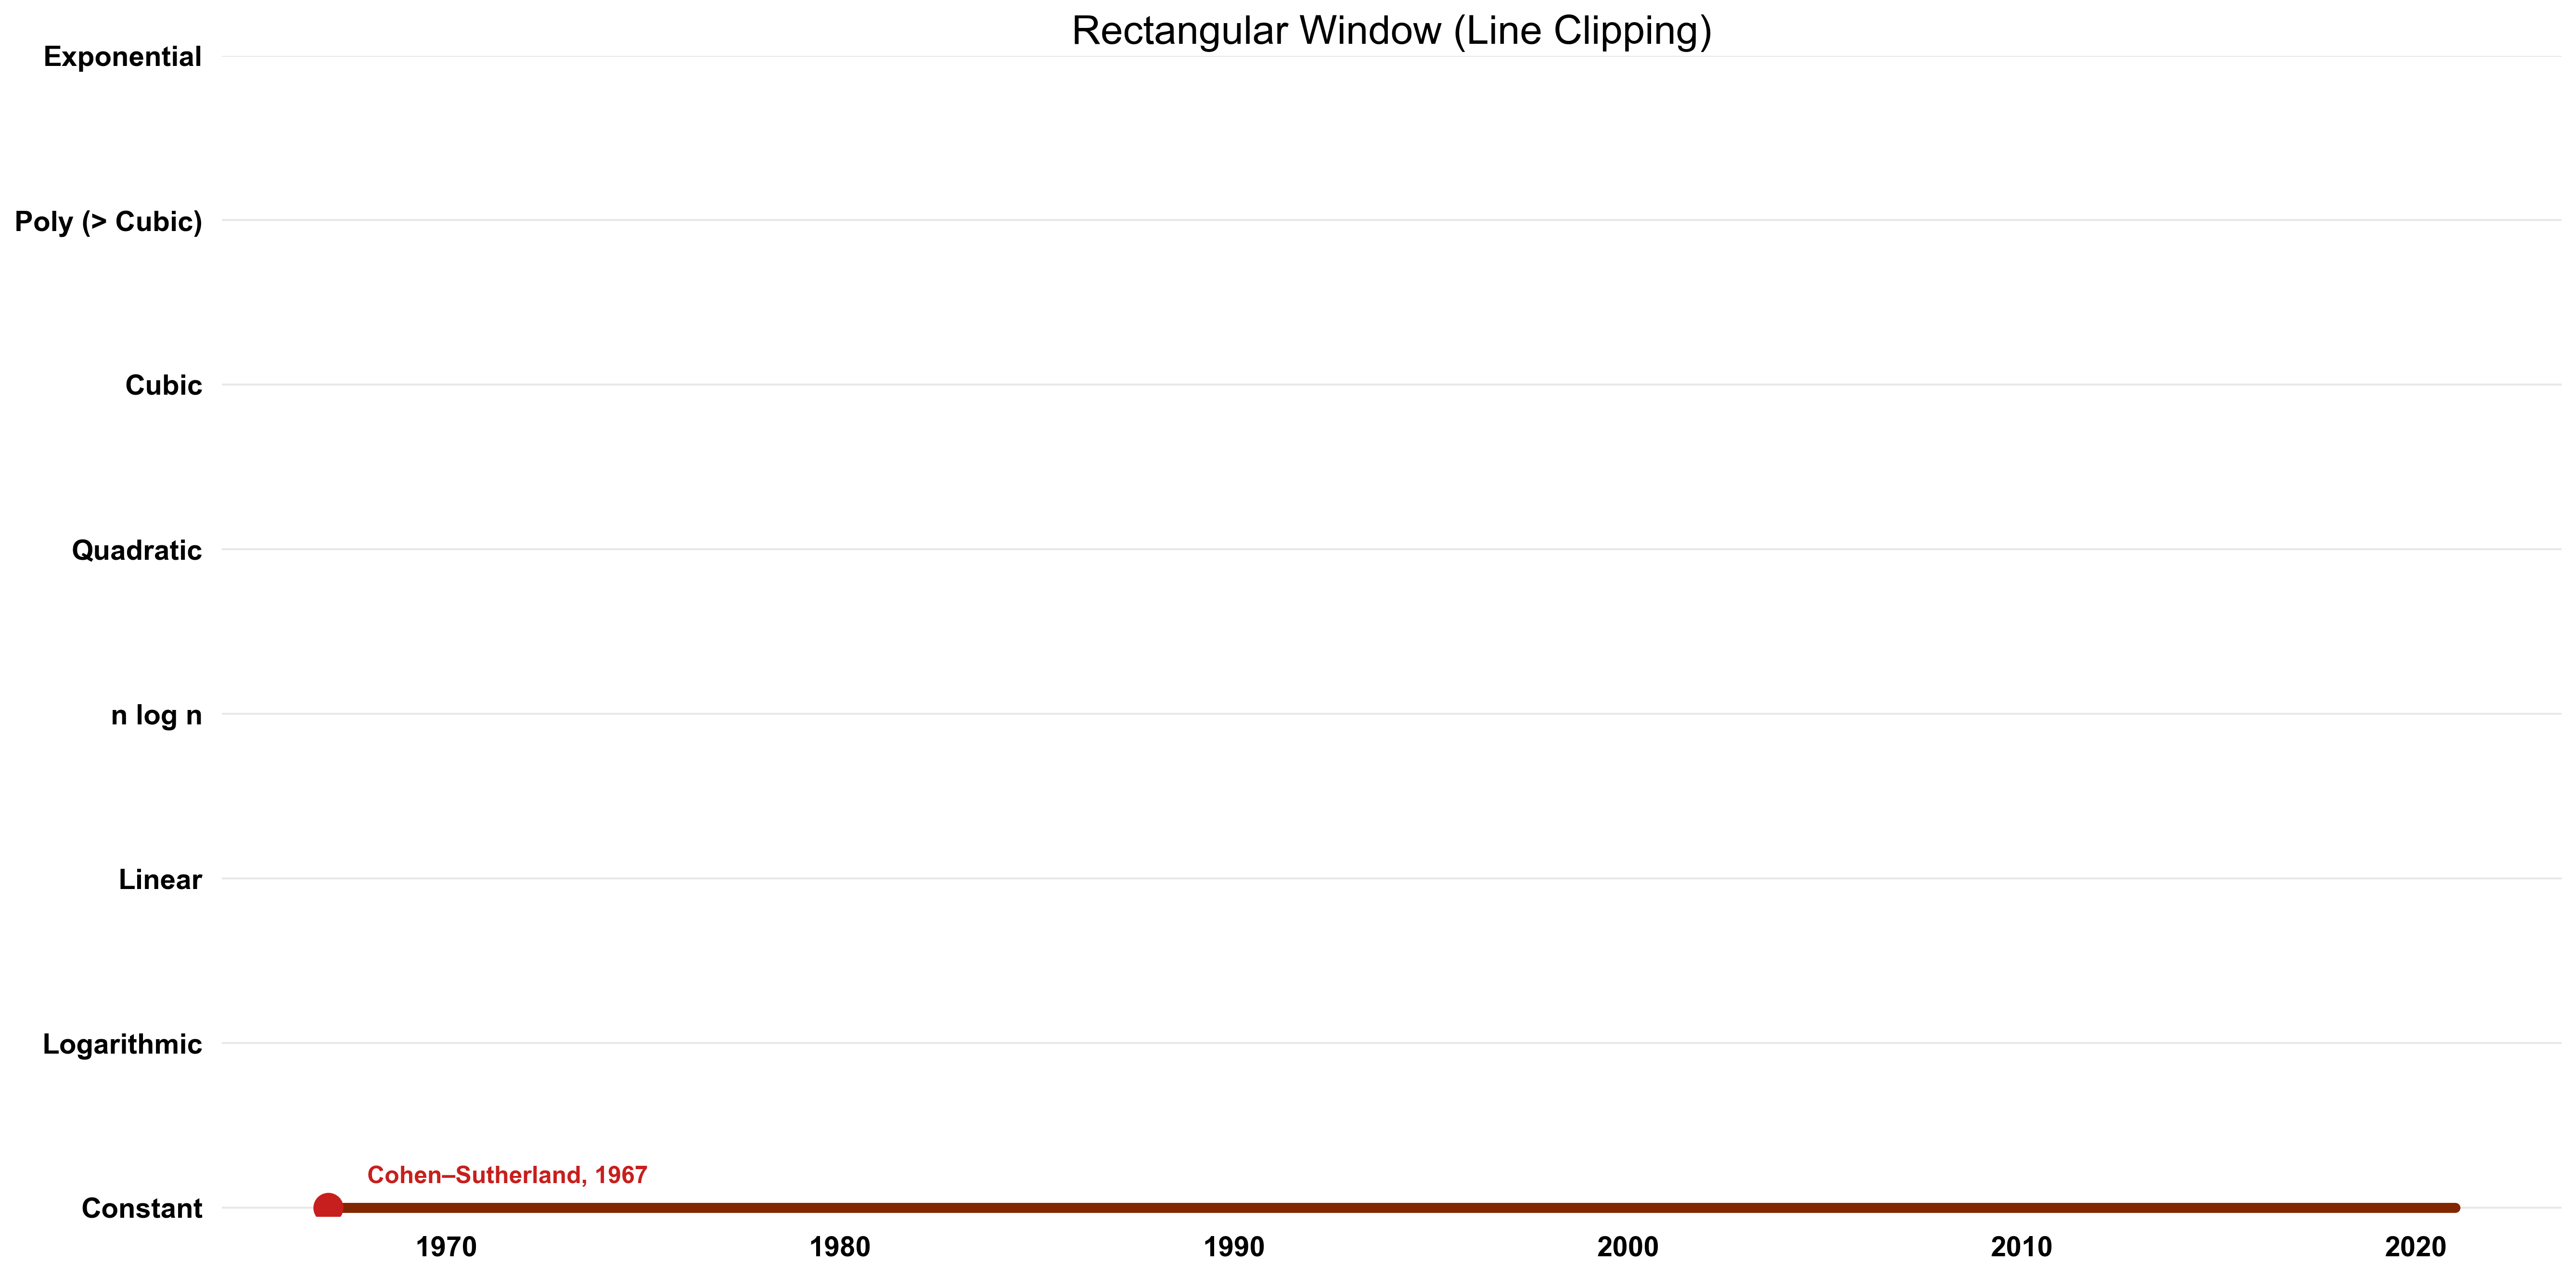 Rectangular Window (Line Clipping)
Exponential
Poly (> Cubic)
Cubic
Quadratic
n log n
Linear
Logarithmic
Cohen–Sutherland, 1967
Constant
1970 1980 1990 2000 2010 2020